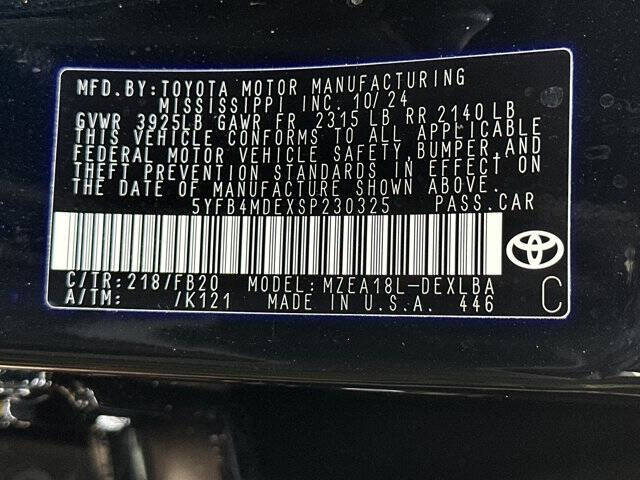 MFD.BY:TOYOTA MOTOR MANUFACTURING
MISSISSIPPI INC. 10/24
GVWR 3925LB GAWR FR 2315 LB RR 2140 LB
THIS VEHICLE CONFORMS TO ALL APPLICABLE
FEDERAL MOTOR VEHICLE SAFETY,BUMPER,AND
THEFT PREVENTION STANDARDS IN EFFECT ON
THE DATE OF MANUFACTURE SHOWN ABOVE.
5YFB4MDEXSP230325 PASS.CAR
C/TR:218/FB20 MODEL:MZEA18L-DEXLBA
A/TM: /K121 MADE IN U.S.A. 446 C